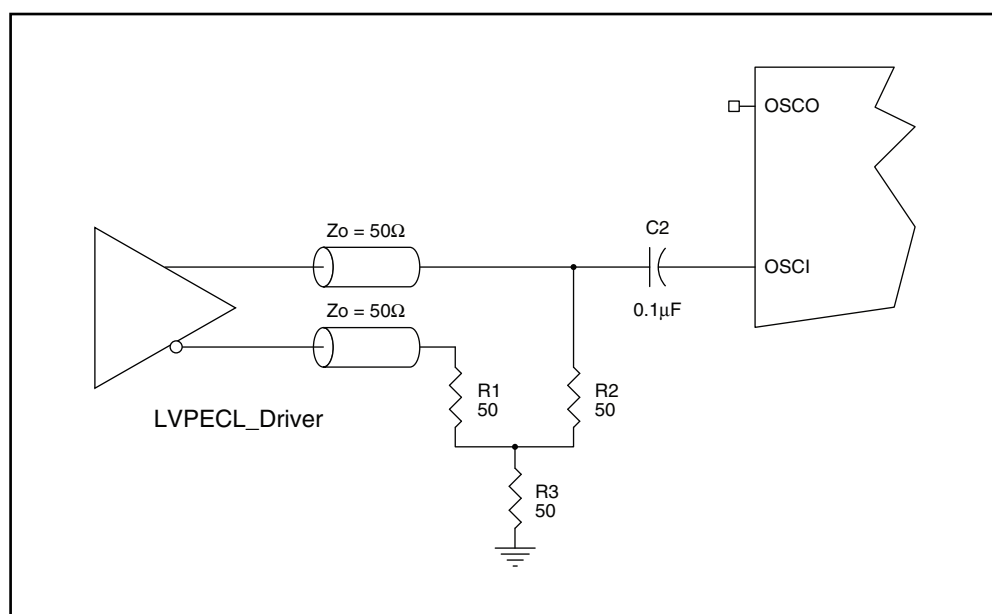 OSCO
Zo = 50Ω
C2
OSCI
0.1μF
Zo = 50Ω
R1
50
R2
50
LVPECL_Driver
R3
50